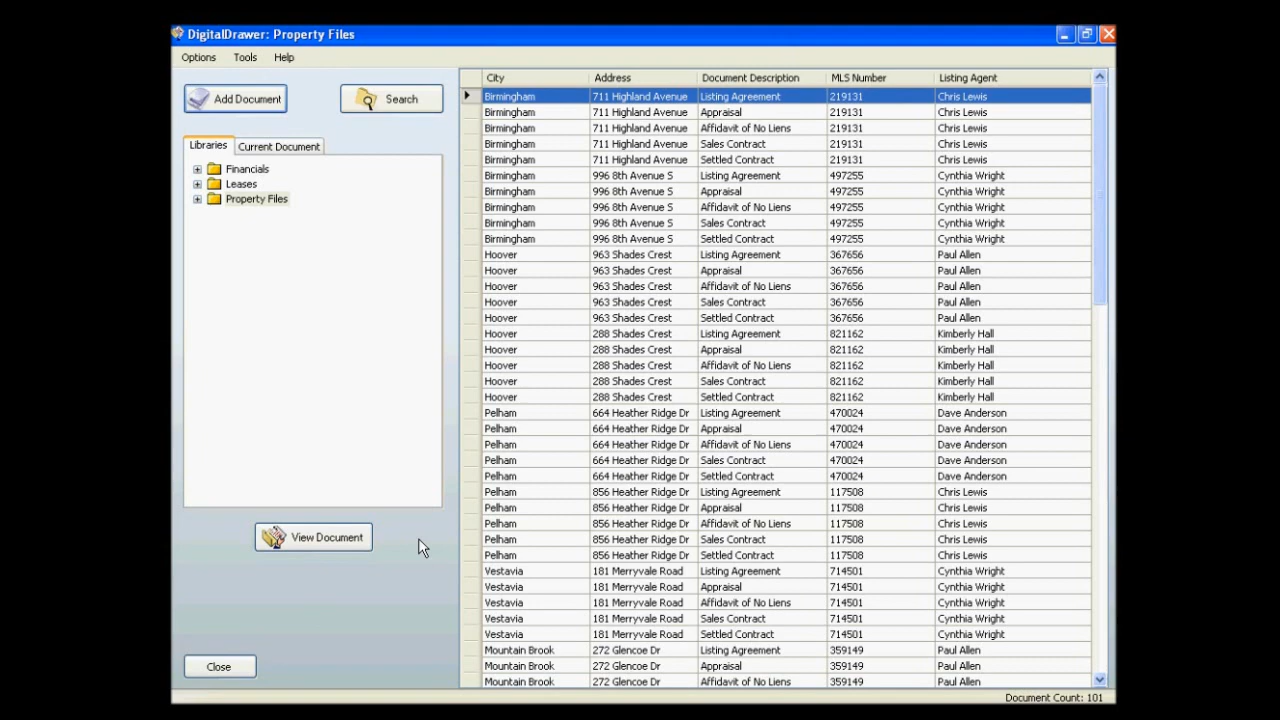 DigitalDrawer: Property Files
Options Tools Help
Add Document Search
Libraries Current Document
Financials
Leases
Property Files
View Document
Close
City Address Document Description MLS Number Listing Agent
Birmingham 711 Highland Avenue Listing Agreement 219131 Chris Lewis
Birmingham 711 Highland Avenue Appraisal 219131 Chris Lewis
Birmingham 711 Highland Avenue Affidavit of No Liens 219131 Chris Lewis
Birmingham 711 Highland Avenue Sales Contract 219131 Chris Lewis
Birmingham 711 Highland Avenue Settled Contract 219131 Chris Lewis
Birmingham 996 8th Avenue S Listing Agreement 497255 Cynthia Wright
Birmingham 996 8th Avenue S Appraisal 497255 Cynthia Wright
Birmingham 996 8th Avenue S Affidavit of No Liens 497255 Cynthia Wright
Birmingham 996 8th Avenue S Sales Contract 497255 Cynthia Wright
Birmingham 996 8th Avenue S Settled Contract 497255 Cynthia Wright
Hoover 963 Shades Crest Listing Agreement 367656 Paul Allen
Hoover 963 Shades Crest Appraisal 367656 Paul Allen
Hoover 963 Shades Crest Affidavit of No Liens 367656 Paul Allen
Hoover 963 Shades Crest Sales Contract 367656 Paul Allen
Hoover 963 Shades Crest Settled Contract 367656 Paul Allen
Hoover 288 Shades Crest Listing Agreement 821162 Kimberly Hall
Hoover 288 Shades Crest Appraisal 821162 Kimberly Hall
Hoover 288 Shades Crest Affidavit of No Liens 821162 Kimberly Hall
Hoover 288 Shades Crest Sales Contract 821162 Kimberly Hall
Hoover 288 Shades Crest Settled Contract 821162 Kimberly Hall
Pelham 664 Heather Ridge Dr Listing Agreement 470024 Dave Anderson
Pelham 664 Heather Ridge Dr Appraisal 470024 Dave Anderson
Pelham 664 Heather Ridge Dr Affidavit of No Liens 470024 Dave Anderson
Pelham 664 Heather Ridge Dr Sales Contract 470024 Dave Anderson
Pelham 664 Heather Ridge Dr Settled Contract 470024 Dave Anderson
Pelham 856 Heather Ridge Dr Listing Agreement 117508 Chris Lewis
Pelham 856 Heather Ridge Dr Appraisal 117508 Chris Lewis
Pelham 856 Heather Ridge Dr Affidavit of No Liens 117508 Chris Lewis
Pelham 856 Heather Ridge Dr Sales Contract 117508 Chris Lewis
Pelham 856 Heather Ridge Dr Settled Contract 117508 Chris Lewis
Vestavia 181 Merryvale Road Listing Agreement 714501 Cynthia Wright
Vestavia 181 Merryvale Road Appraisal 714501 Cynthia Wright
Vestavia 181 Merryvale Road Affidavit of No Liens 714501 Cynthia Wright
Vestavia 181 Merryvale Road Sales Contract 714501 Cynthia Wright
Vestavia 181 Merryvale Road Settled Contract 714501 Cynthia Wright
Mountain Brook 272 Glencoe Dr Listing Agreement 359149 Paul Allen
Mountain Brook 272 Glencoe Dr Appraisal 359149 Paul Allen
Mountain Brook 272 Glencoe Dr Affidavit of No Liens 359149 Paul Allen
Document Count: 101